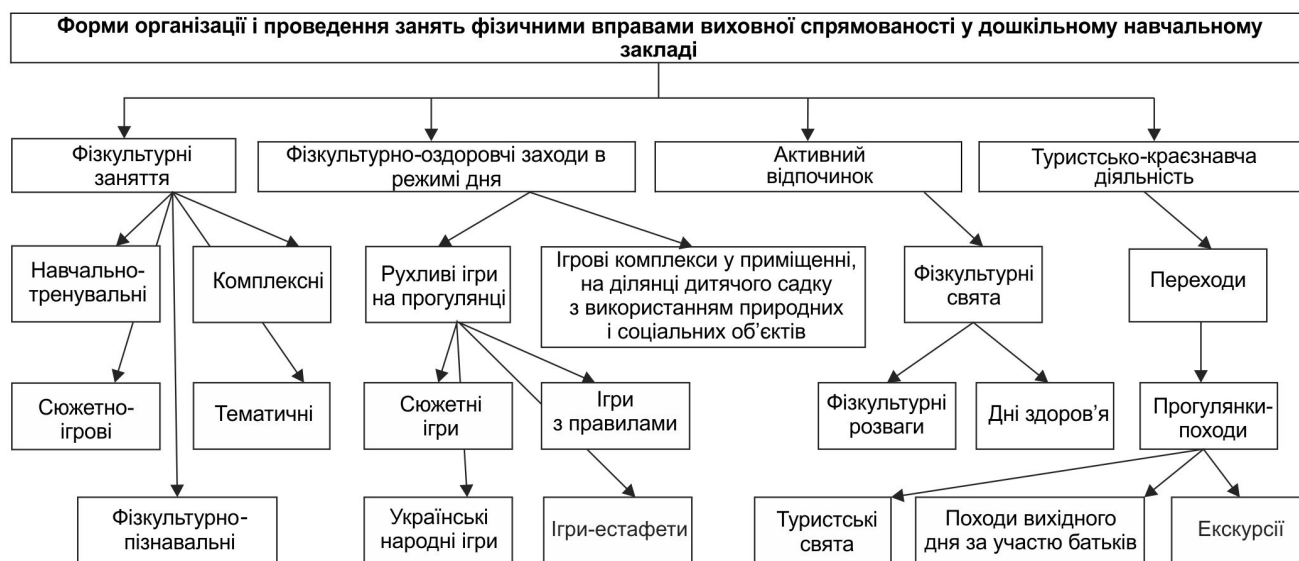 Форми організації і проведення занять фізичними вправами виховної спрямованості у дошкільному навчальному
закладі
Фізкультурні
заняття
Фізкультурно-оздоровчі заходи в
режимі дня
Активний
відпочинок
Туристсько-краєзнавча
діяльність
Навчально-
тренувальні
Комплексні
Рухливі ігри
на прогулянці
Ігрові комплекси у приміщенні,
на ділянці дитячого садку
з використанням природних
і соціальних об’єктів
Фізкультурні
свята
Переходи
Сюжетно-
ігрові
Тематичні
Сюжетні
ігри
Ігри
з правилами
Фізкультурні
розваги
Дні здоров’я
Прогулянки-
походи
Фізкультурно-
пізнавальні
Українські
народні ігри
Ігри-естафети
Туристські
свята
Походи вихідного
дня за участю батьків
Екскурсії